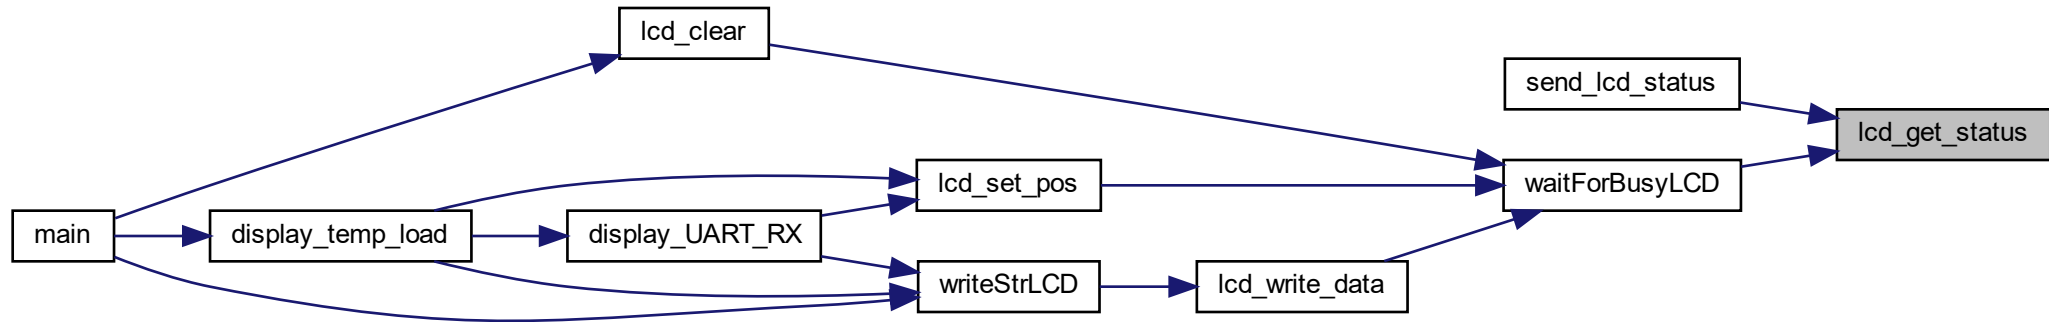 lcd_clear
send_lcd_status
lcd_get_status
lcd_set_pos
waitForBusyLCD
main
display_temp_load
display_UART_RX
writeStrLCD
lcd_write_data